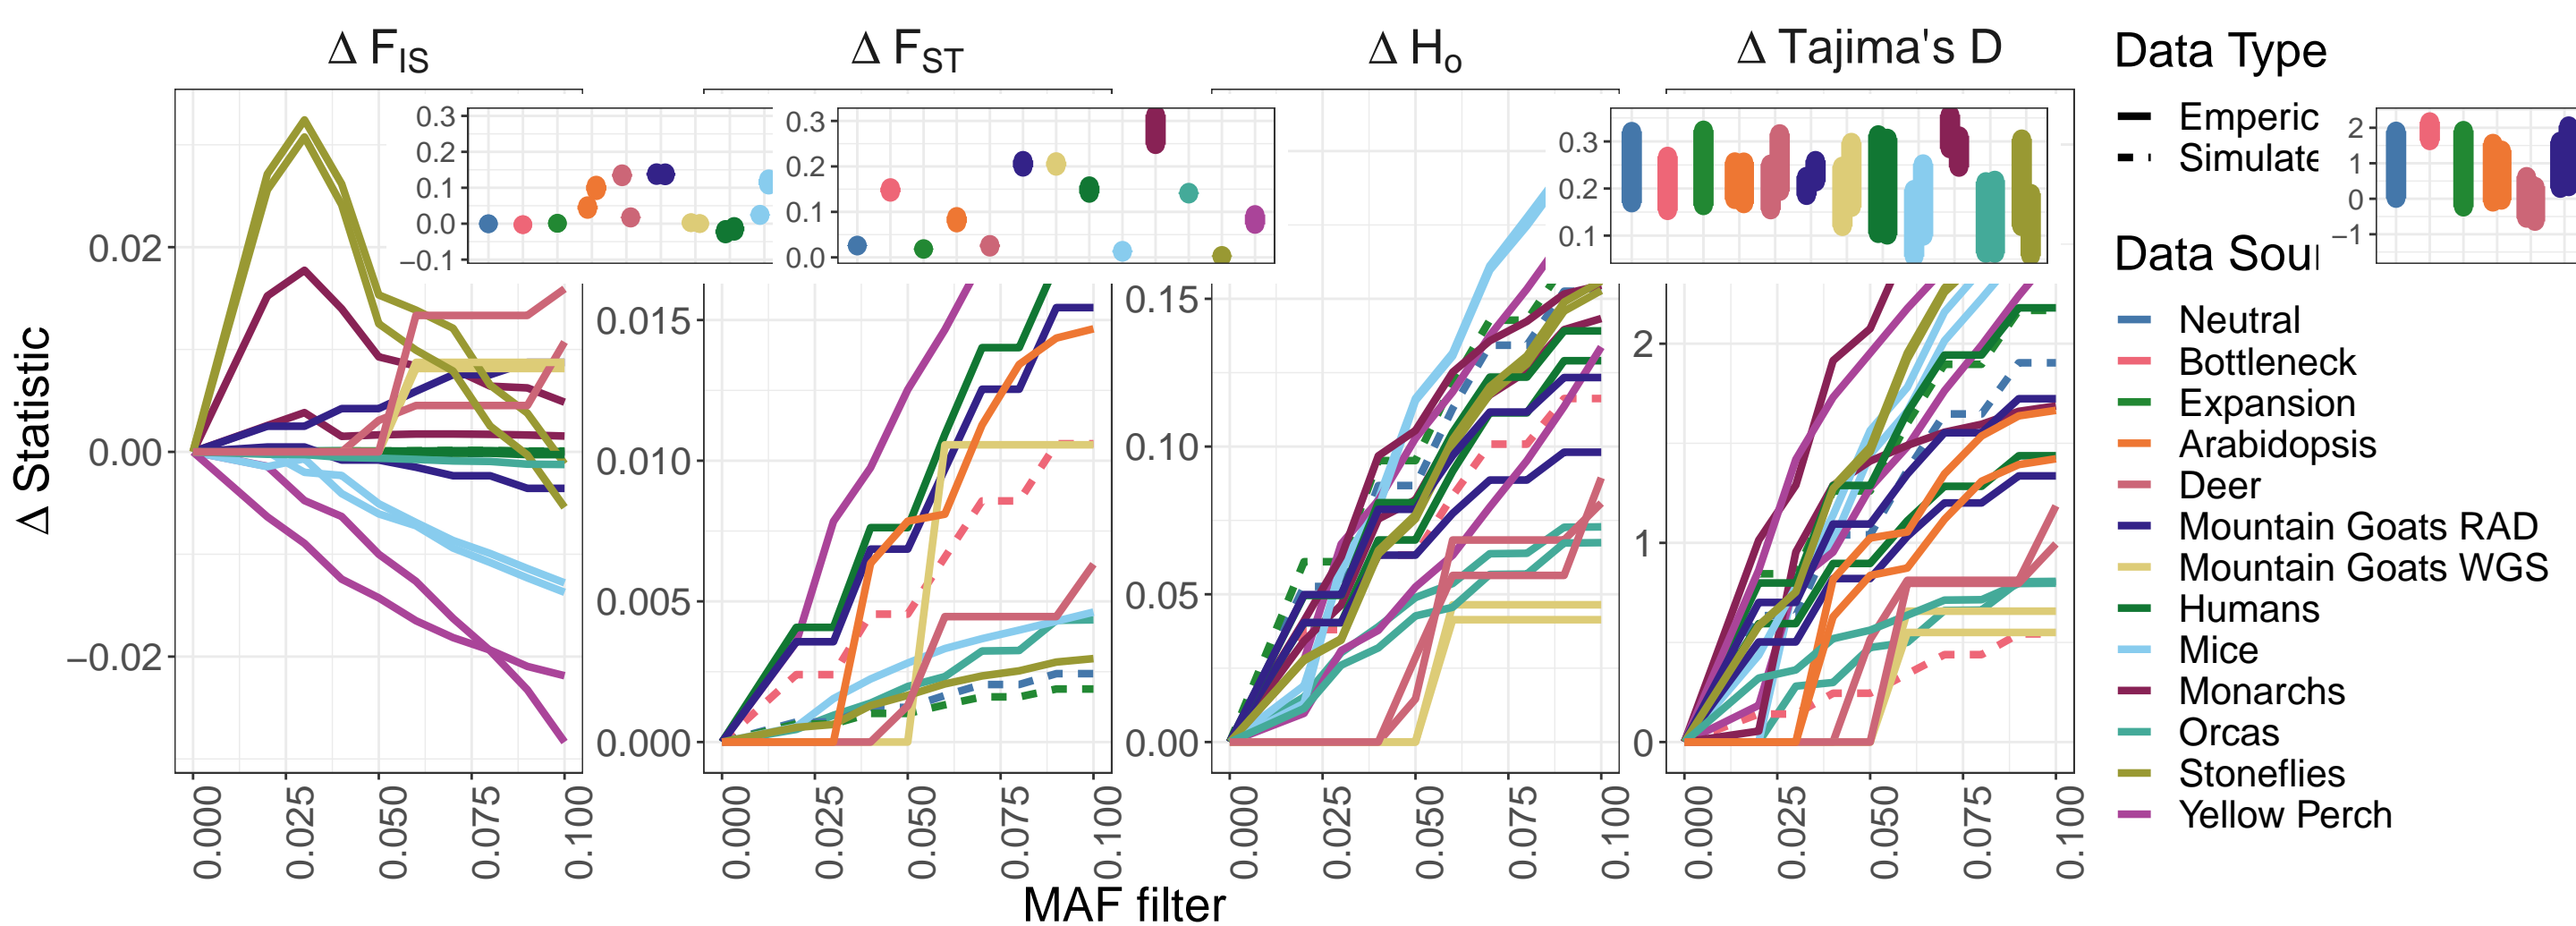 Δ F_IS
Δ F_ST
Δ H_o
Δ Tajima's D
Δ Statistic
0.02
0.00
−0.02
0.3
0.2
0.1
0.0
−0.1
0.000
0.025
0.050
0.075
0.100
0.015
0.010
0.005
0.000
0.3
0.2
0.1
0.0
0.000
0.025
0.050
0.075
0.100
0.15
0.10
0.05
0.00
0.000
0.025
0.050
0.075
0.100
0.3
0.2
0.1
2
1
0
0.000
0.025
0.050
0.075
0.100
MAF filter
Data Type
Emperic
Simulate
2
1
0
−1
Data Sour
Neutral
Bottleneck
Expansion
Arabidopsis
Deer
Mountain Goats RAD
Mountain Goats WGS
Humans
Mice
Monarchs
Orcas
Stoneflies
Yellow Perch